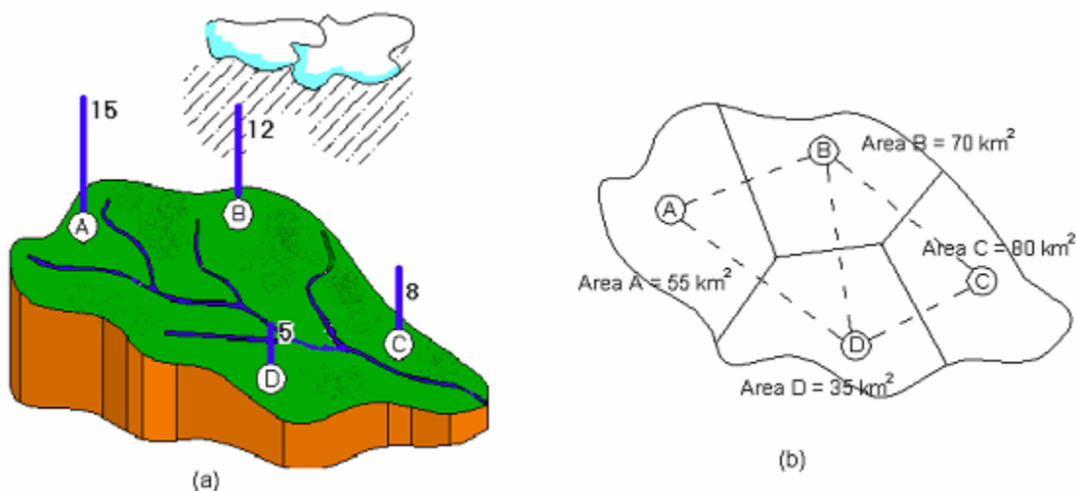 15
12
A
B
8
5
C
D
(a)
B
Area B = 70 km²
A
Area C = 80 km²
Area A = 55 km²
C
D
Area D = 35 km²
(b)